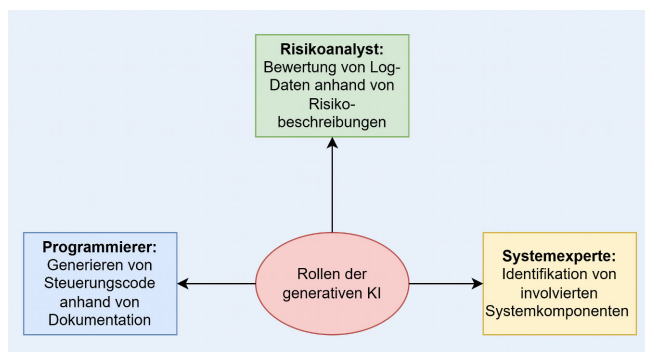 Risikoanalyst:
Bewertung von Log-
Daten anhand von
Risiko-
beschreibungen
Programmierer:
Generieren von
Steuerungscode
anhand von
Dokumentation
Rollen der
generativen KI
Systemexperte:
Identifikation von
involvierten
Systemkomponenten